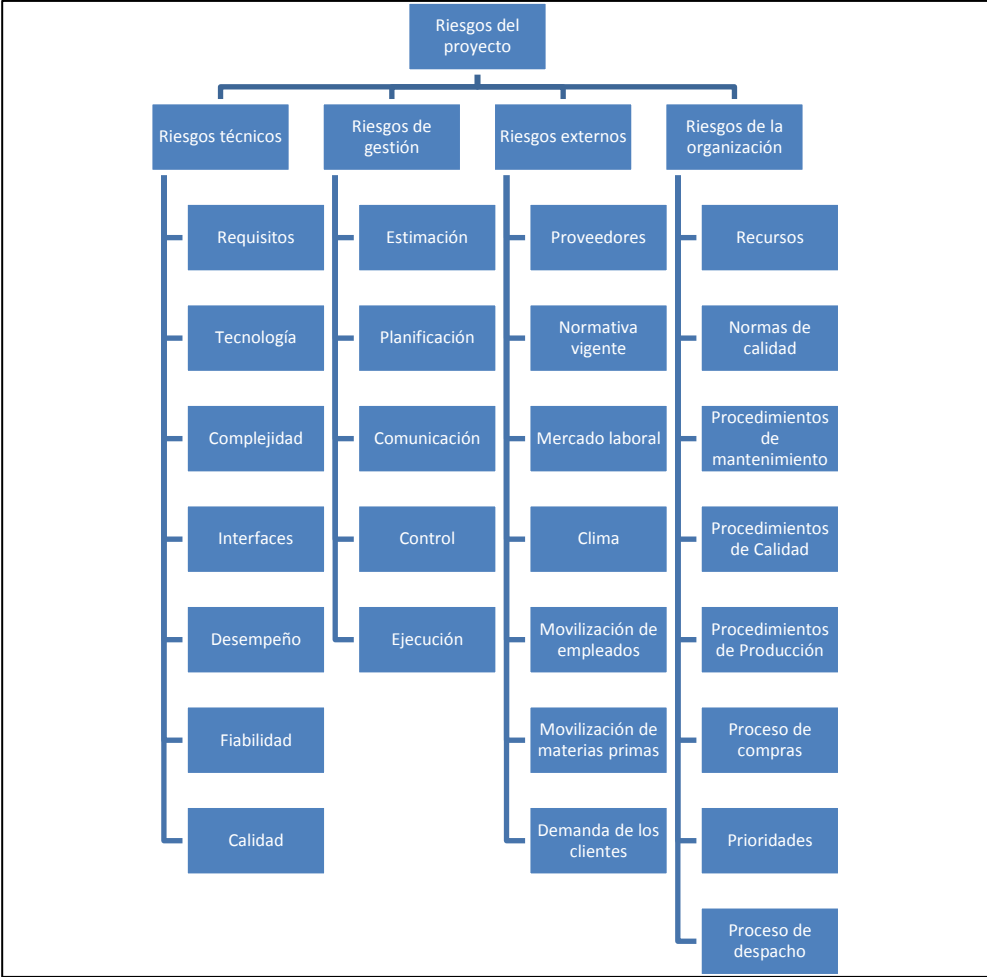 Riesgos del
proyecto
Riesgos técnicos
Riesgos de
gestión
Riesgos externos
Riesgos de la
organización
Requisitos
Tecnología
Complejidad
Interfaces
Desempeño
Fiabilidad
Calidad
Estimación
Planificación
Comunicación
Control
Ejecución
Proveedores
Normativa
vigente
Mercado laboral
Clima
Movilización de
empleados
Movilización de
materias primas
Demanda de los
clientes
Recursos
Normas de
calidad
Procedimientos
de
mantenimiento
Procedimientos
de Calidad
Procedimientos
de Producción
Proceso de
compras
Prioridades
Proceso de
despacho